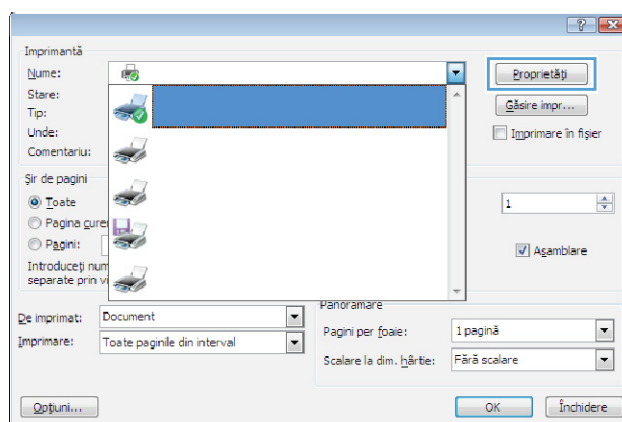 Imprimantă
Nume:
Proprietăți
Stare:
Găsire impr...
Tip:
Unde:
Imprimare în fișier
Comentariu:
Șir de pagini
Toate
1
Pagina curen
Pagini:
Asamblare
Introduceți num
separate prin vi
Panoramare
De imprimat:
Document
Pagini per foaie:
1 pagină
Imprimare:
Toate paginile din interval
Scalare la dim. hârtie:
Fără scalare
Opțiuni...
OK
Închidere